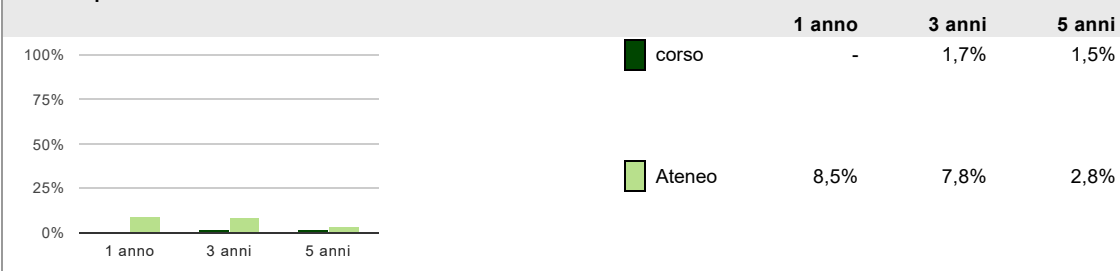 1 anno 3 anni 5 anni
100%
75%
50%
25%
0%
1 anno 3 anni 5 anni
corso - 1,7% 1,5%
Ateneo 8,5% 7,8% 2,8%